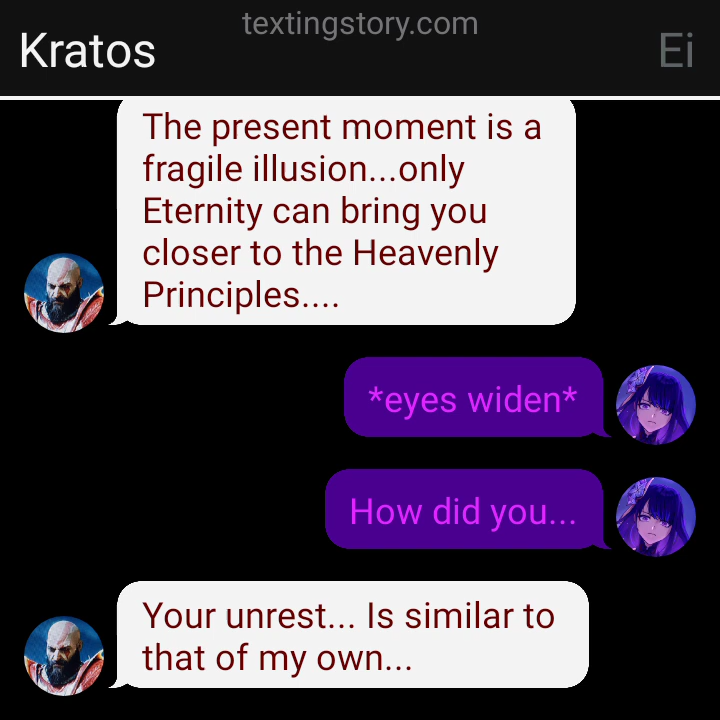 textingstory.com
Kratos
Ei
The present moment is a
fragile illusion...only
Eternity can bring you
closer to the Heavenly
Principles....
*eyes widen*
How did you...
Your unrest... Is similar to
that of my own...